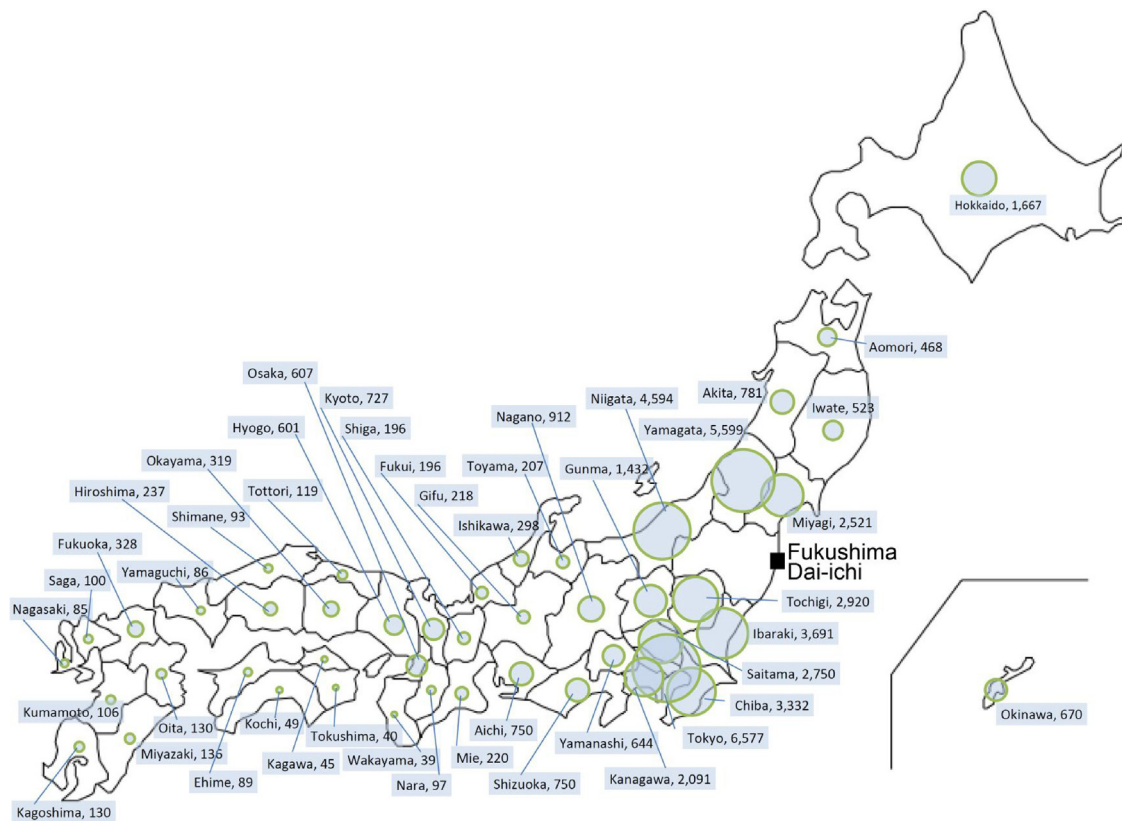 Hokkaido, 1,667
Aomori, 468
Osaka, 607
Kyoto, 727
Niigata, 4,594
Akita, 781
Iwate, 523
Hyogo, 601
Shiga, 196
Nagano, 912
Yamagata, 5,599
Okayama, 319
Fukui, 196
Toyama, 207
Gunma, 1,432
Hiroshima, 237
Tottori, 119
Gifu, 218
Shimane, 93
Ishikawa, 298
Miyagi, 2,521
Fukuoka, 328
Fukushima
Dai-ichi
Yamaguchi, 86
Saga, 100
Tochigi, 2,920
Nagasaki, 85
Ibaraki, 3,691
Saitama, 2,750
Okinawa, 670
Chiba, 3,332
Kumamoto, 106
Oita, 130
Kochi, 49
Tokushima, 40
Aichi, 750
Yamanashi, 644
Tokyo, 6,577
Miyazaki, 136
Kagawa, 45
Wakayama, 39
Mie, 220
Ehime, 89
Nara, 97
Shizuoka, 750
Kanagawa, 2,091
Kagoshima, 130